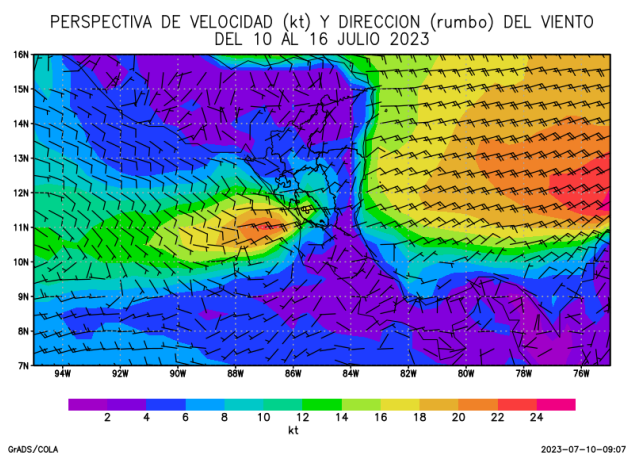 PERSPECTIVA DE VELOCIDAD (kt) Y DIRECCION (rumbo) DEL VIENTO
DEL 10 AL 16 JULIO 2023
16N
15N
14N
13N
12N
11N
10N
9N
8N
7N
94W 92W 90W 88W 86W 84W 82W 80W 78W 76W
2 4 6 8 10 12 14 16 18 20 22 24
kt
GrADS/COLA 2023-07-10-09:07